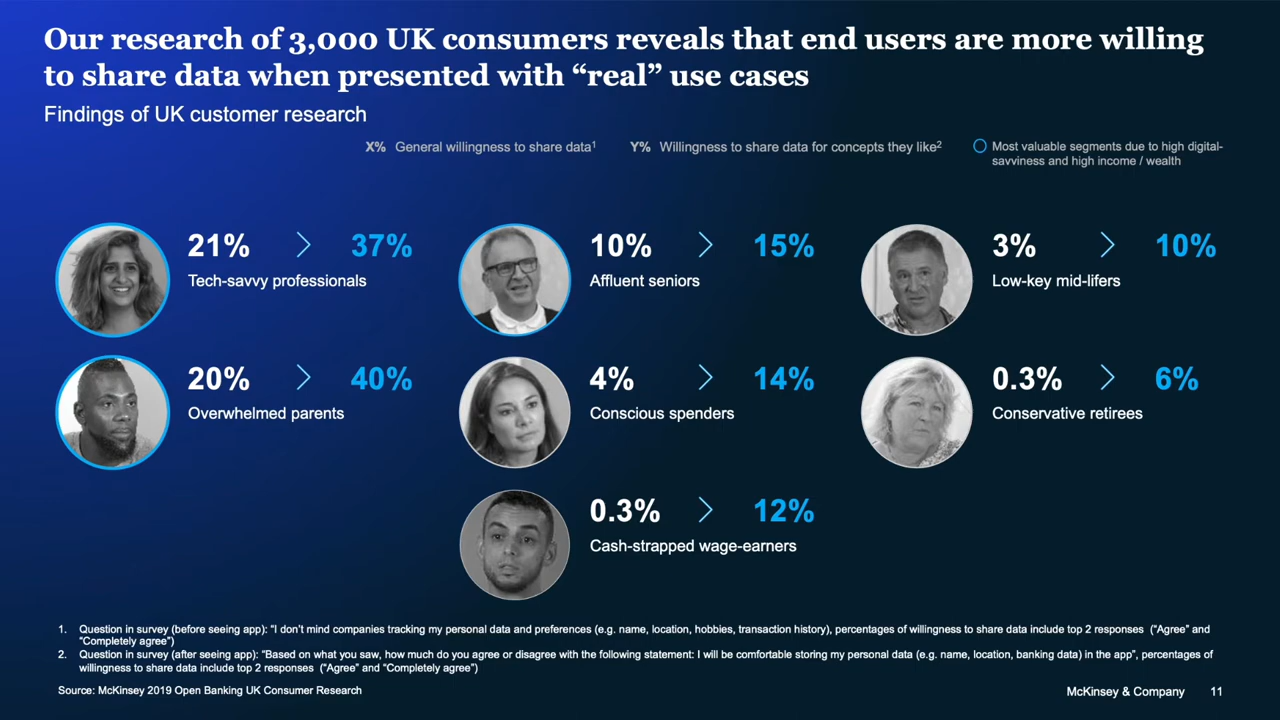 Our research of 3,000 UK consumers reveals that end users are more willing
to share data when presented with “real” use cases
Findings of UK customer research
X% General willingness to share data¹
Y% Willingness to share data for concepts they like²
Most valuable segments due to high digital-
savviness and high income / wealth
21% > 37%
Tech-savvy professionals
10% > 15%
Affluent seniors
3% > 10%
Low-key mid-lifers
20% > 40%
Overwhelmed parents
4% > 14%
Conscious spenders
0.3% > 6%
Conservative retirees
0.3% > 12%
Cash-strapped wage-earners
1. Question in survey (before seeing app): “I don’t mind companies tracking my personal data and preferences (e.g. name, location, hobbies, transaction history), percentages of willingness to share data include top 2 responses (“Agree” and
“Completely agree”)
2. Question in survey (after seeing app): “Based on what you saw, how much do you agree or disagree with the following statement: I will be comfortable storing my personal data (e.g. name, location, banking data) in the app”, percentages of
willingness to share data include top 2 responses (“Agree” and “Completely agree”)
Source: McKinsey 2019 Open Banking UK Consumer Research
McKinsey & Company 11